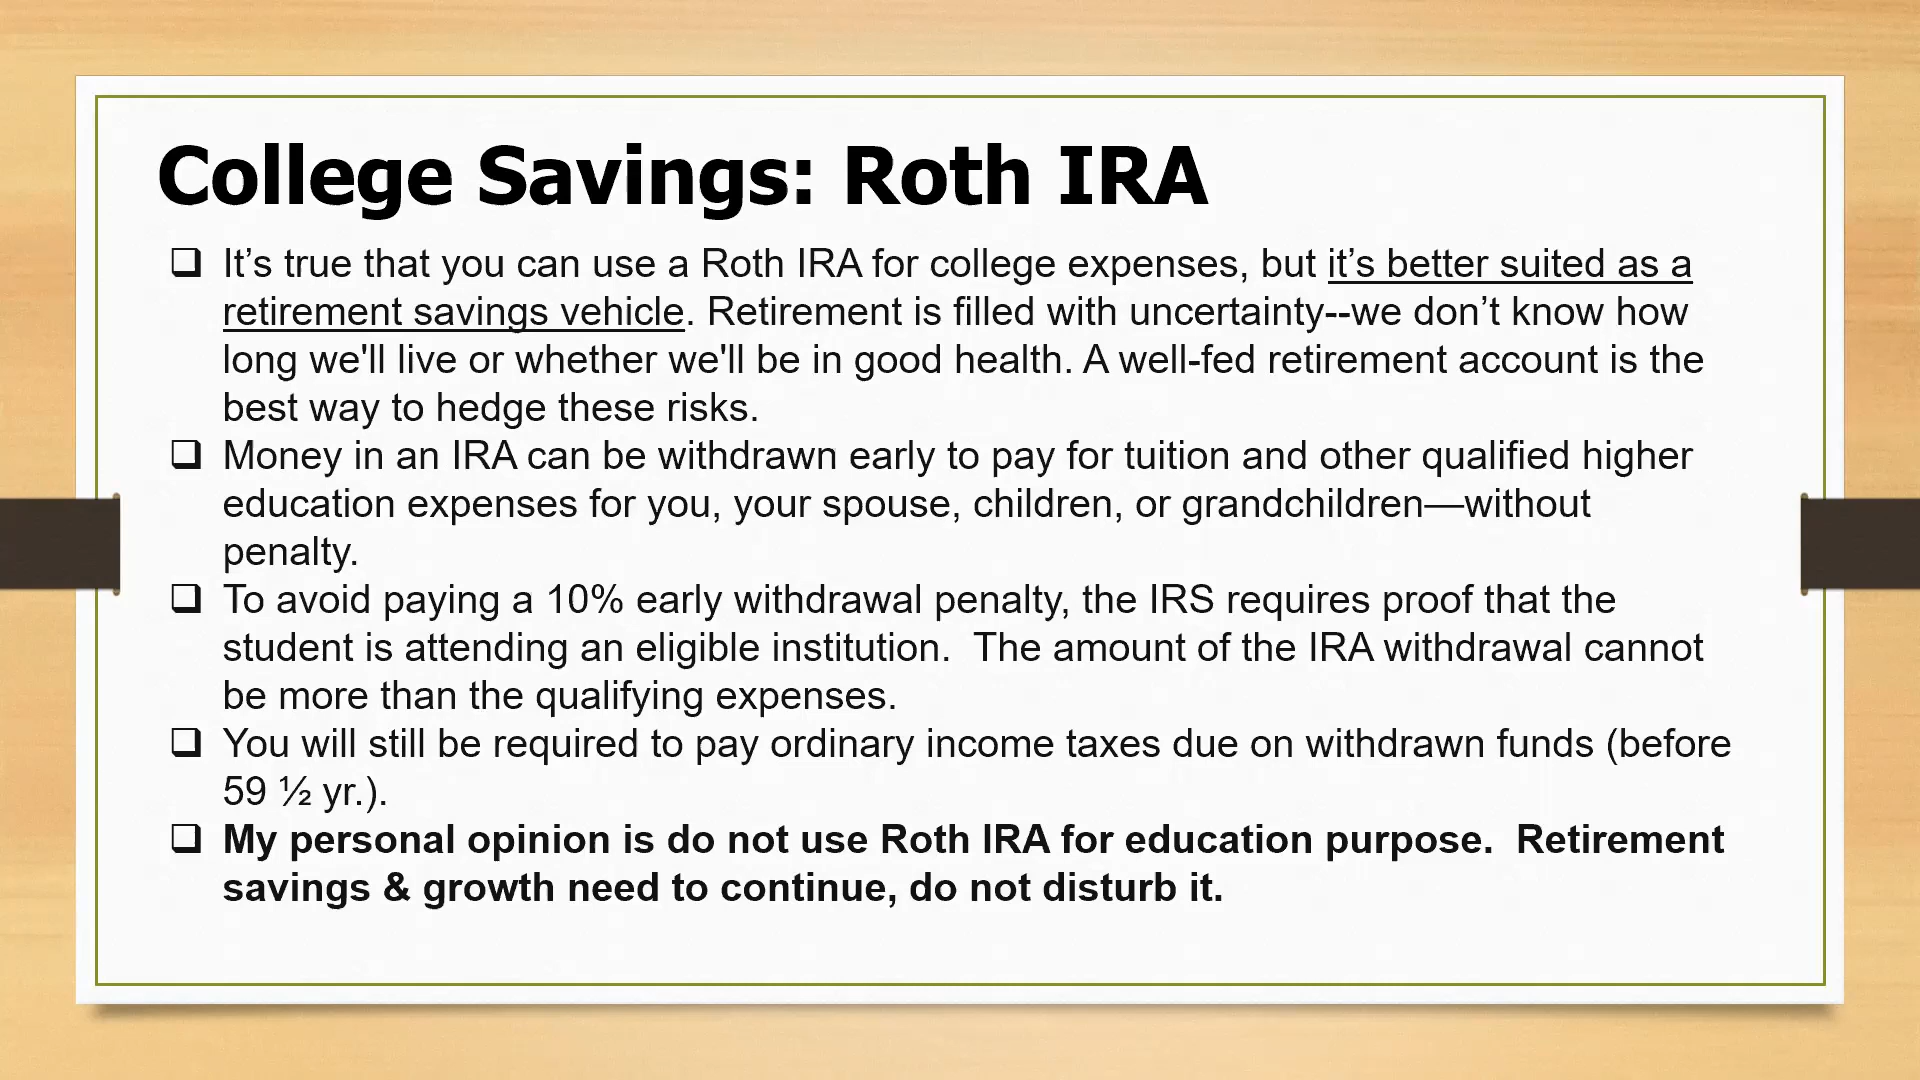 College Savings: Roth IRA
❑ It’s true that you can use a Roth IRA for college expenses, but it’s better suited as a
retirement savings vehicle. Retirement is filled with uncertainty--we don’t know how
long we'll live or whether we'll be in good health. A well-fed retirement account is the
best way to hedge these risks.
❑ Money in an IRA can be withdrawn early to pay for tuition and other qualified higher
education expenses for you, your spouse, children, or grandchildren—without
penalty.
❑ To avoid paying a 10% early withdrawal penalty, the IRS requires proof that the
student is attending an eligible institution.  The amount of the IRA withdrawal cannot
be more than the qualifying expenses.
❑ You will still be required to pay ordinary income taxes due on withdrawn funds (before
59 ½ yr.).
❑ My personal opinion is do not use Roth IRA for education purpose.  Retirement
savings & growth need to continue, do not disturb it.